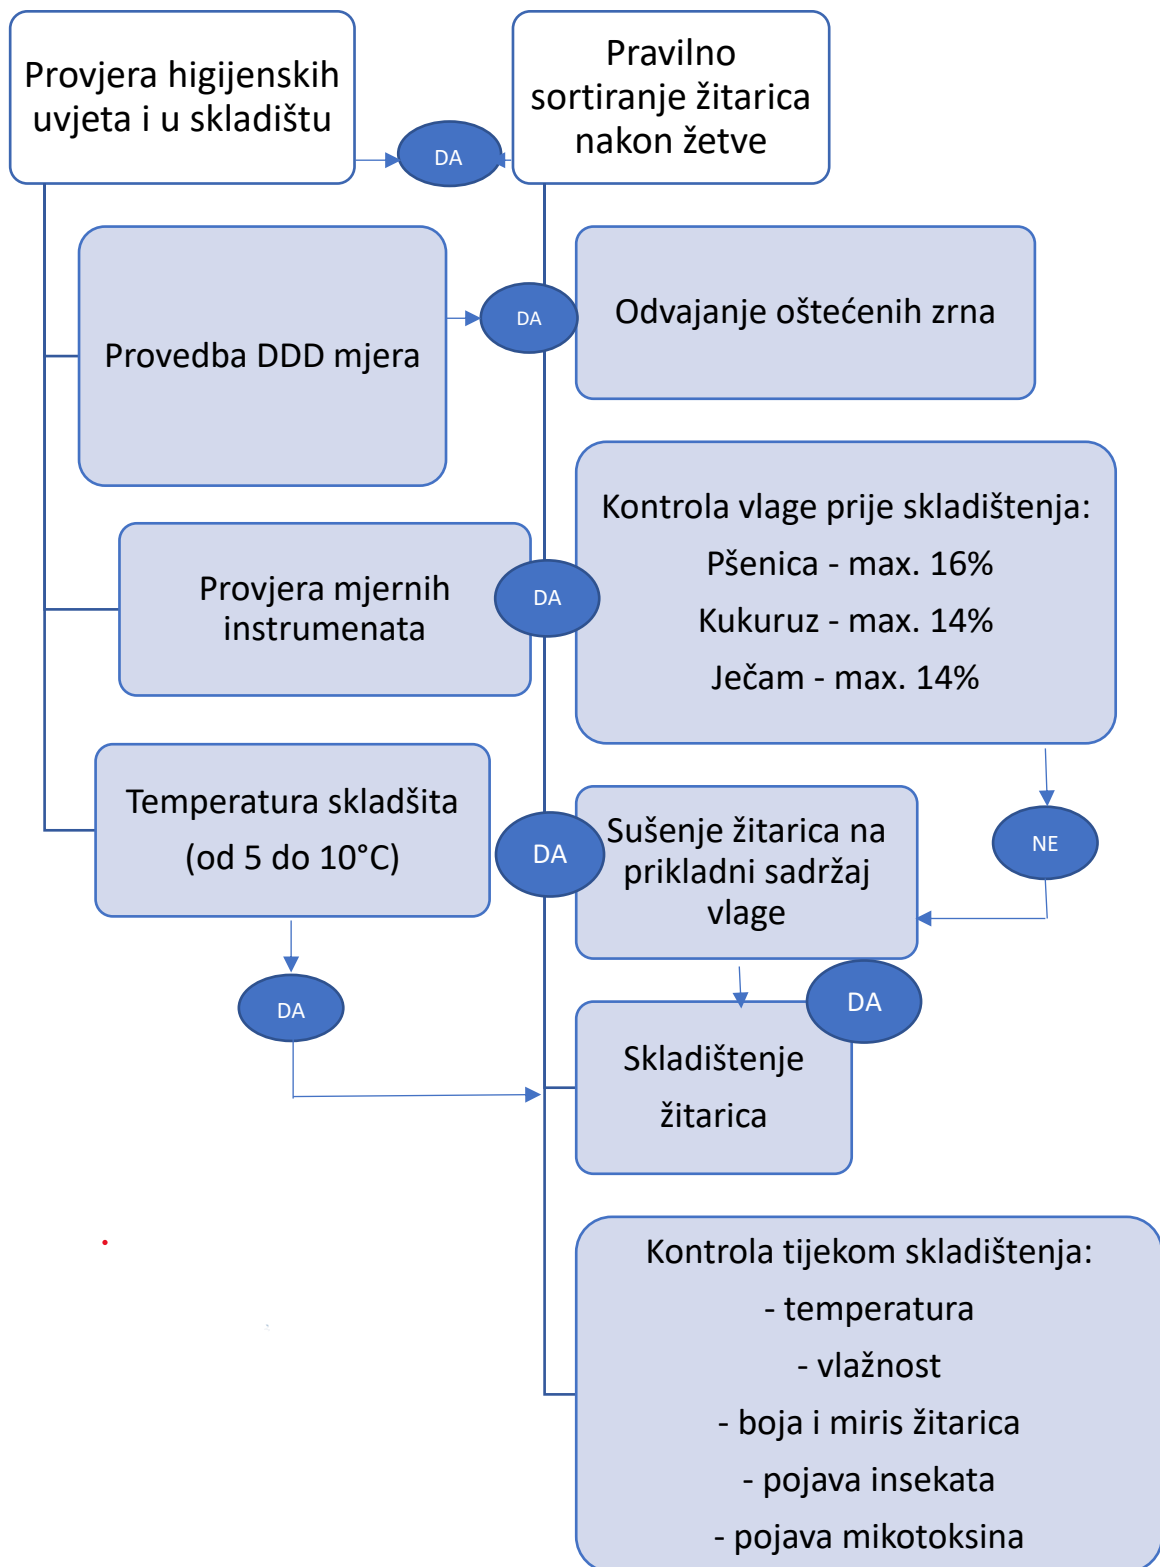 Provjera higijenskih
uvjeta i u skladištu
DA
Pravilno
sortiranje žitarica
nakon žetve
Provedba DDD mjera
DA
Odvajanje oštećenih zrna
Provjera mjernih
instrumenata
DA
Kontrola vlage prije skladištenja:
Pšenica - max. 16%
Kukuruz - max. 14%
Ječam - max. 14%
Temperatura skladšita
(od 5 do 10°C)
DA
Sušenje žitarica na
prikladni sadržaj
vlage
NE
DA
DA
Skladištenje
žitarica
Kontrola tijekom skladištenja:
- temperatura
- vlažnost
- boja i miris žitarica
- pojava insekata
- pojava mikotoksina